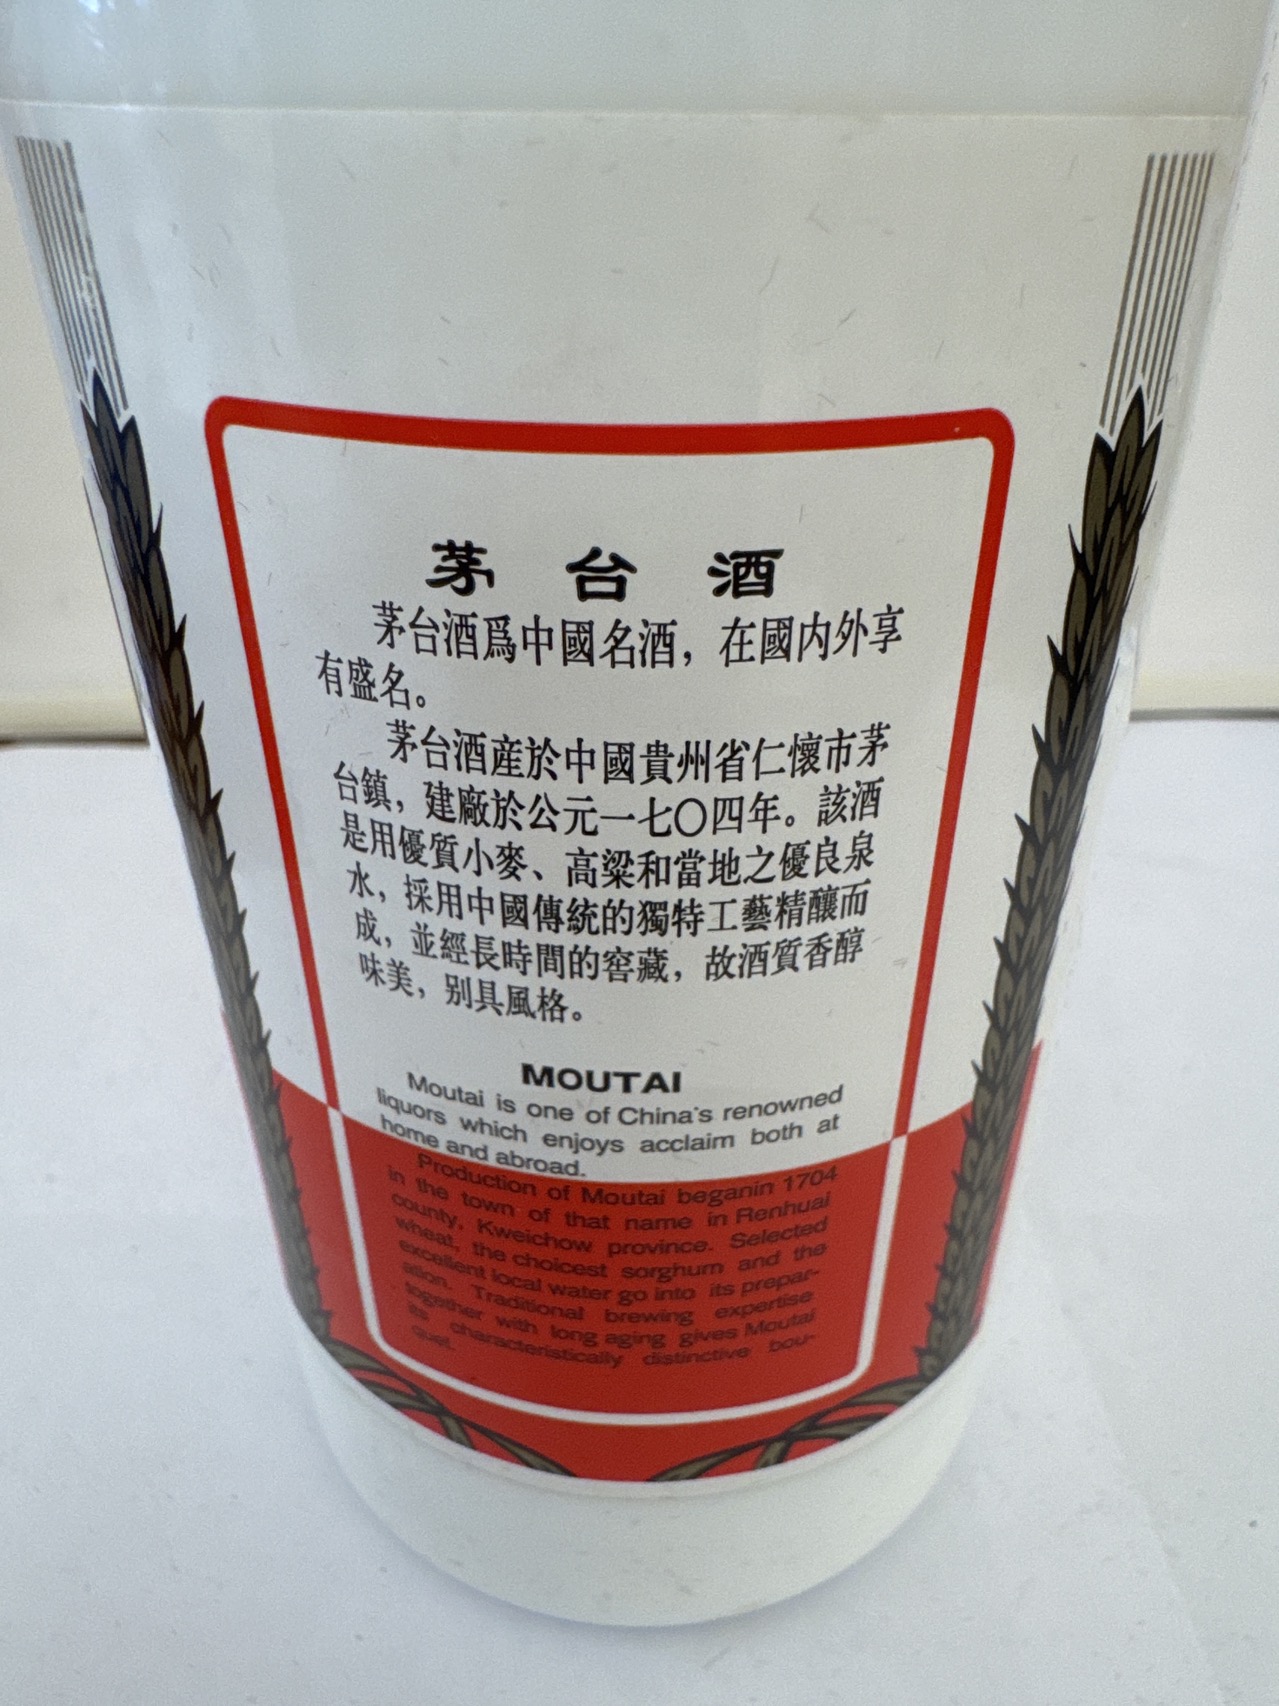 茅台酒
茅台酒爲中國名酒，在國内外享
有盛名。
茅台酒産於中國貴州省仁懷市茅
台鎮，建廠於公元一七〇四年。該酒
是用優質小麥、高粱和當地之優良泉
水，採用中國傳統的獨特工藝精釀而
成，並經長時間的窖藏，故酒質香醇
味美，别具風格。
MOUTAI
Moutai is one of China's renowned
liquors which enjoys acclaim both at
home and abroad.
Production of Moutai beganin 1704
in the town of that name in Renhuai
county, Kweichow province. Selected
wheat, the choicest sorghum and the
excellent local water go into its prepar-
ation. Traditional brewing expertise
together with long aging gives Moutai
its characteristically distinctive bou-
quet.